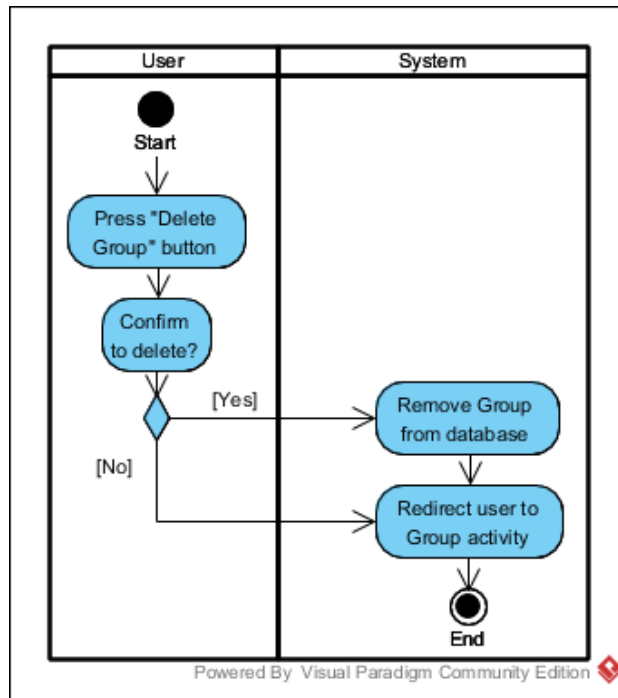 User
System
Start
Press "Delete
Group" button
Confirm
to delete?
[Yes]
Remove Group
from database
[No]
Redirect user to
Group activity
End
Powered By Visual Paradigm Community Edition